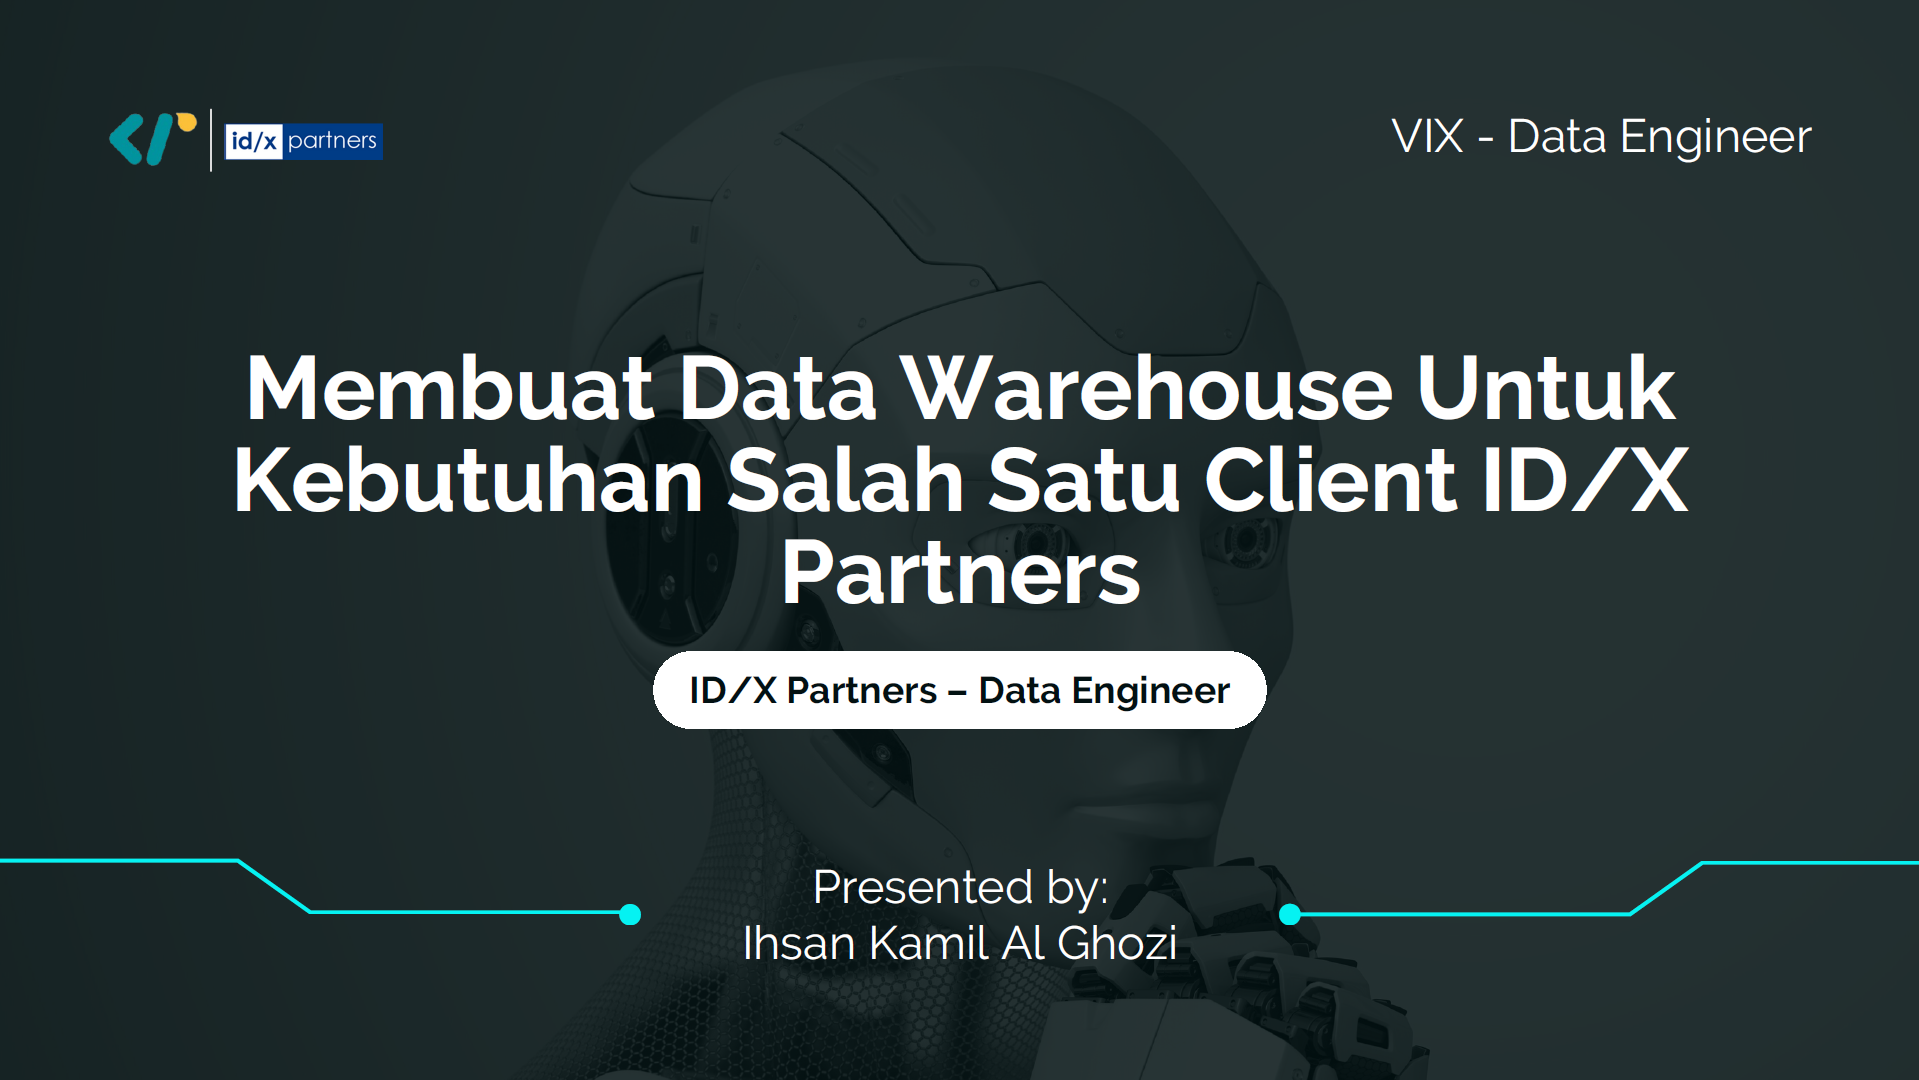 id/x partners
VIX - Data Engineer
Membuat Data Warehouse Untuk
Kebutuhan Salah Satu Client ID/X
Partners
ID/X Partners – Data Engineer
Presented by:
Ihsan Kamil Al Ghozi